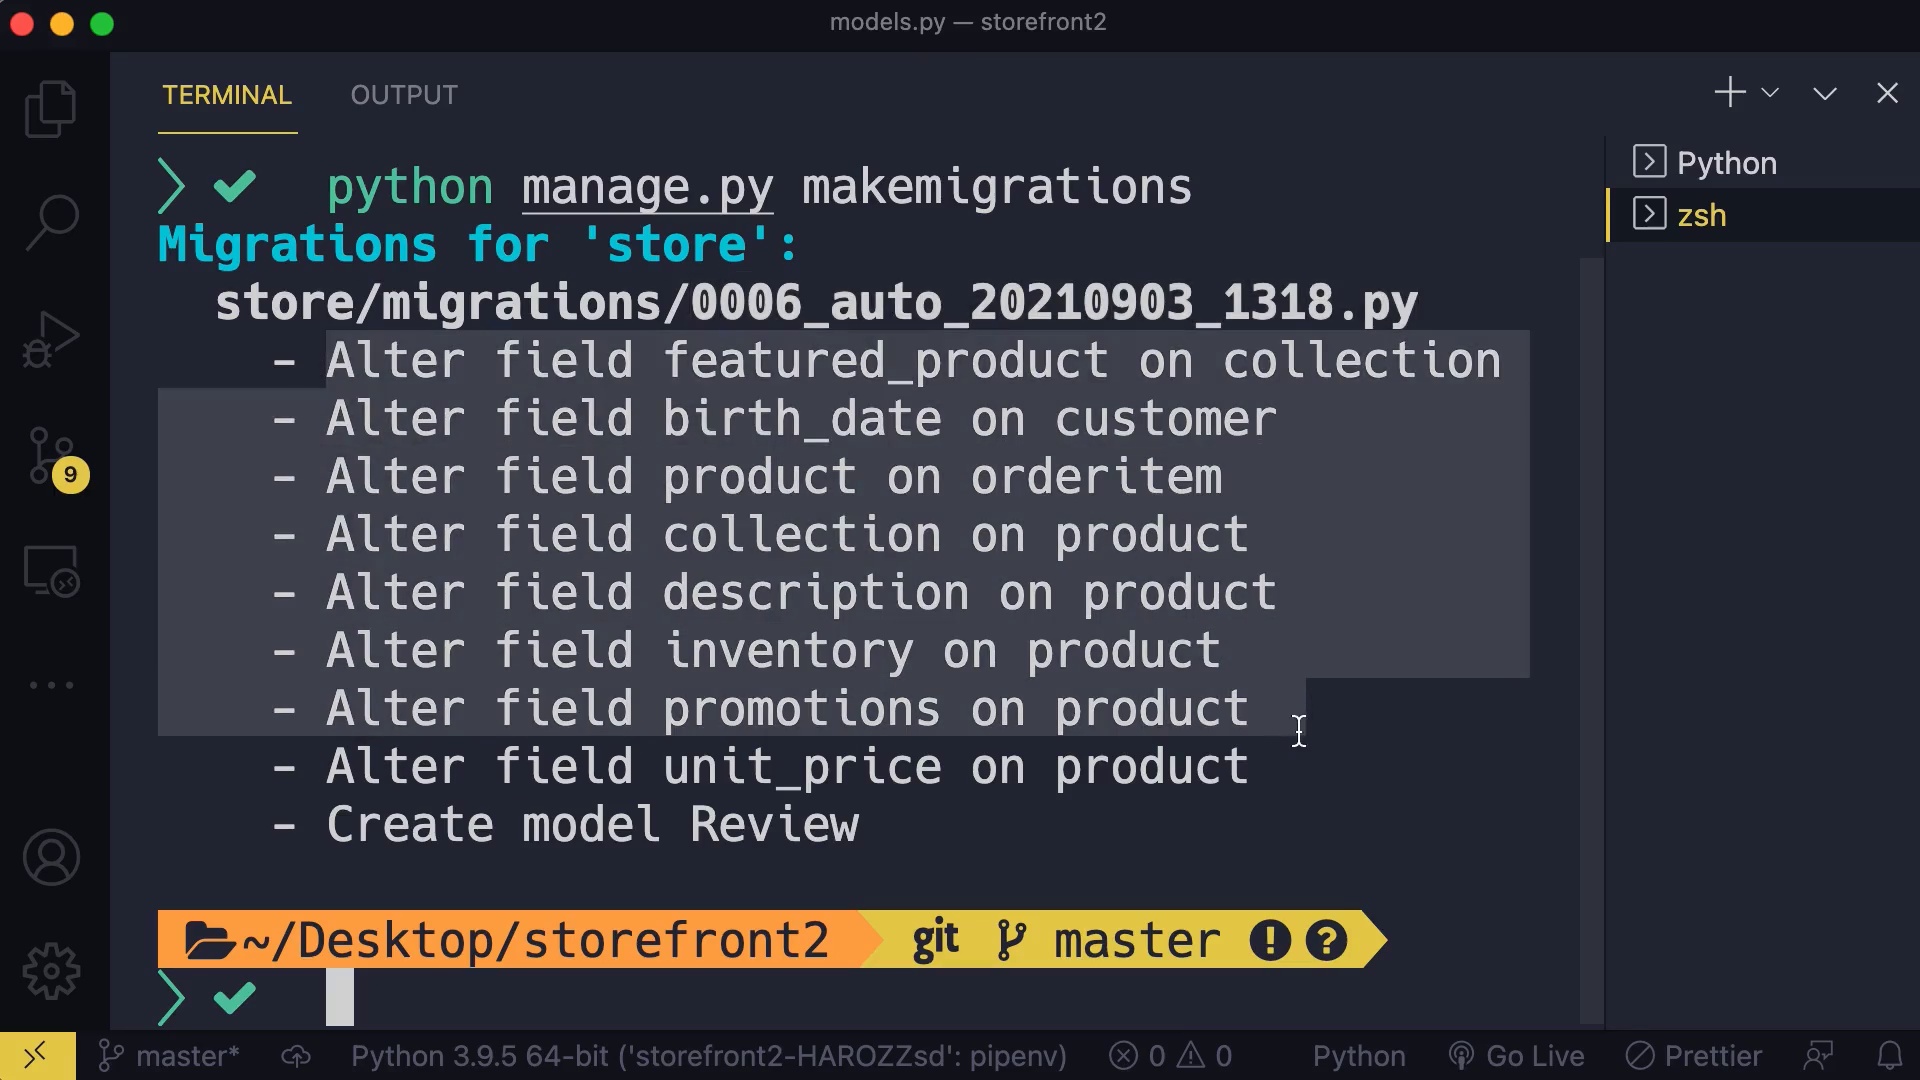 models.py — storefront2
TERMINAL OUTPUT
python manage.py makemigrations
Python
Migrations for 'store':
zsh
store/migrations/0006_auto_20210903_1318.py
- Alter field featured_product on collection
- Alter field birth_date on customer
- Alter field product on orderitem
9
- Alter field collection on product
- Alter field description on product
- Alter field inventory on product
- Alter field promotions on product
- Alter field unit_price on product
- Create model Review
~/Desktop/storefront2 git master ! ?
master* Python 3.9.5 64-bit ('storefront2-HAROZZsd': pipenv) 0 0 Python Go Live Prettier